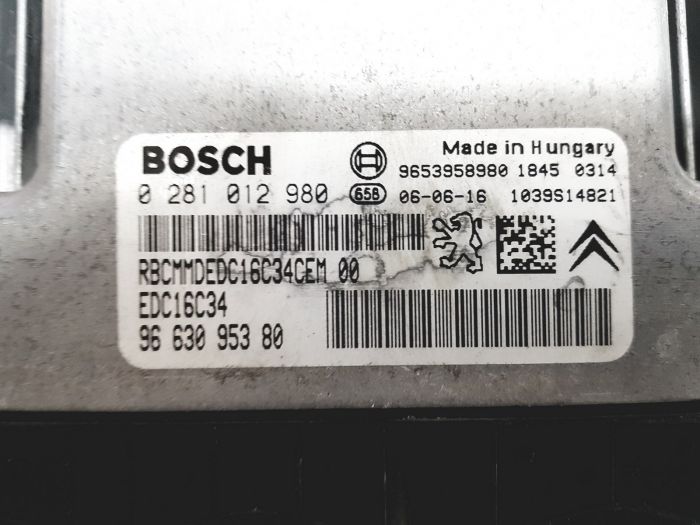 BOSCH
Made in Hungary
9653958980 1845 0314
0 281 012 980 658 06-06-16 1039S14821
RBCMMDEDC16C34CEM 00
EDC16C34
96 630 953 80